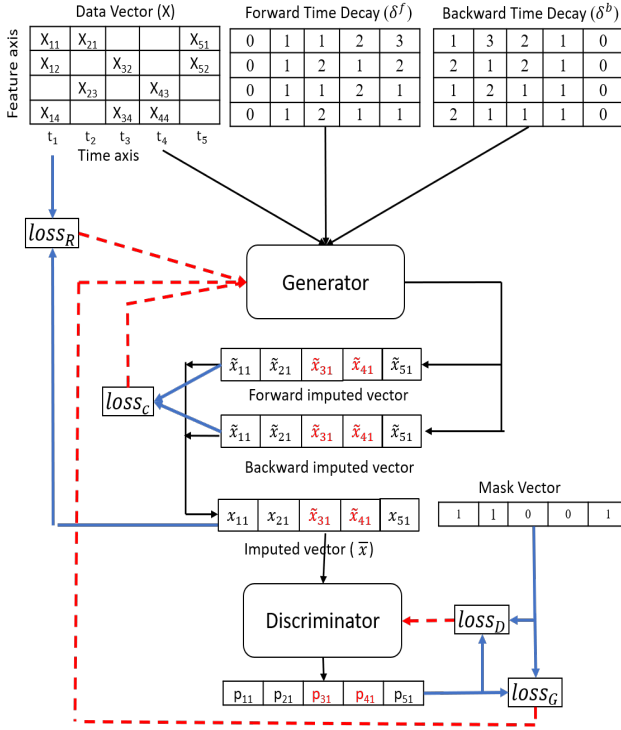 Data Vector (X) Forward Time Decay (δᶠ) Backward Time Decay (δᵇ)
Feature axis
X₁₁ X₂₁ X₅₁ 0 1 1 2 3 1 3 2 1 0
X₁₂ X₃₂ X₅₂ 0 1 2 1 2 2 1 2 1 0
X₂₃ X₄₃ 0 1 1 2 1 1 2 1 1 0
X₁₄ X₃₄ X₄₄ 0 1 2 1 1 2 1 1 1 0
t₁ t₂ t₃ t₄ t₅
Time axis
loss_R
Generator
x̃₁₁ x̃₂₁ x̃₃₁ x̃₄₁ x̃₅₁
Forward imputed vector
loss_c
x̃₁₁ x̃₂₁ x̃₃₁ x̃₄₁ x̃₅₁
Backward imputed vector
Mask Vector
x₁₁ x₂₁ x̃₃₁ x̃₄₁ x₅₁
1 1 0 0 1
Imputed vector ( x̅ )
Discriminator
loss_D
p₁₁ p₂₁ p₃₁ p₄₁ p₅₁
loss_G